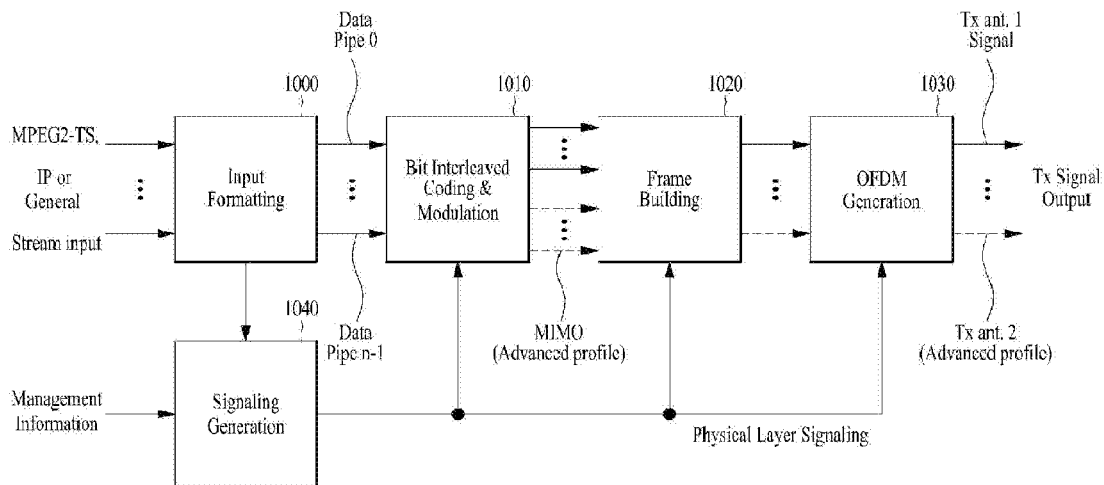 Data
Pipe 0
Tx ant. 1
Signal
1000
1010
1020
1030
MPEG2-TS,
IP or
General
Stream input
Input
Formatting
Bit Interleaved
Coding &
Modulation
Frame
Building
OFDM
Generation
Tx Signal
Output
1040
Data
Pipe n-1
MIMO
(Advanced profile)
Tx ant. 2
(Advanced profile)
Management
Information
Signaling
Generation
Physical Layer Signaling